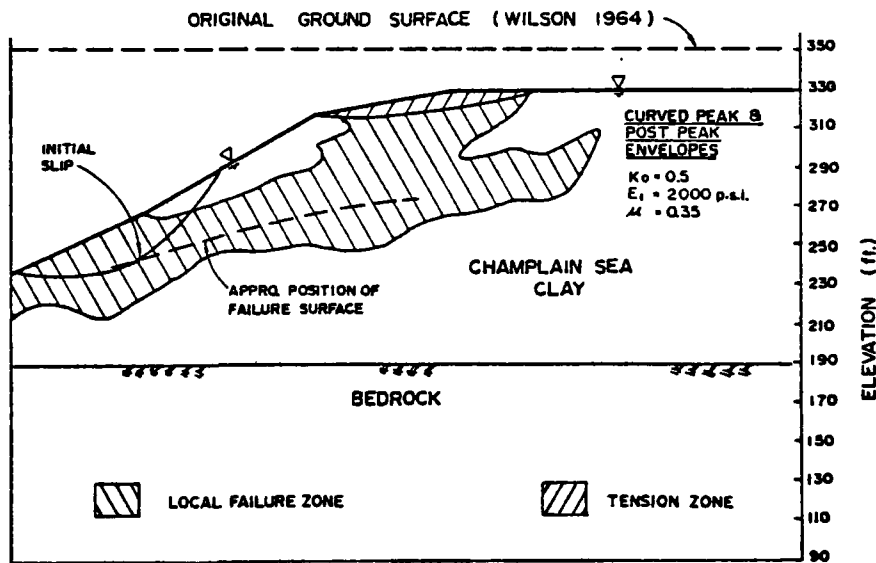 ORIGINAL GROUND SURFACE (WILSON 1964)
350
330
310
290
270
250
230
210
190
170
150
130
110
90
ELEVATION (ft.)
CURVED PEAK &
POST PEAK
ENVELOPES
Ko = 0.5
E₁ = 2000 p.s.i.
μ = 0.35
INITIAL
SLIP
APPRO. POSITION OF
FAILURE SURFACE
CHAMPLAIN SEA
CLAY
BEDROCK
LOCAL FAILURE ZONE
TENSION ZONE